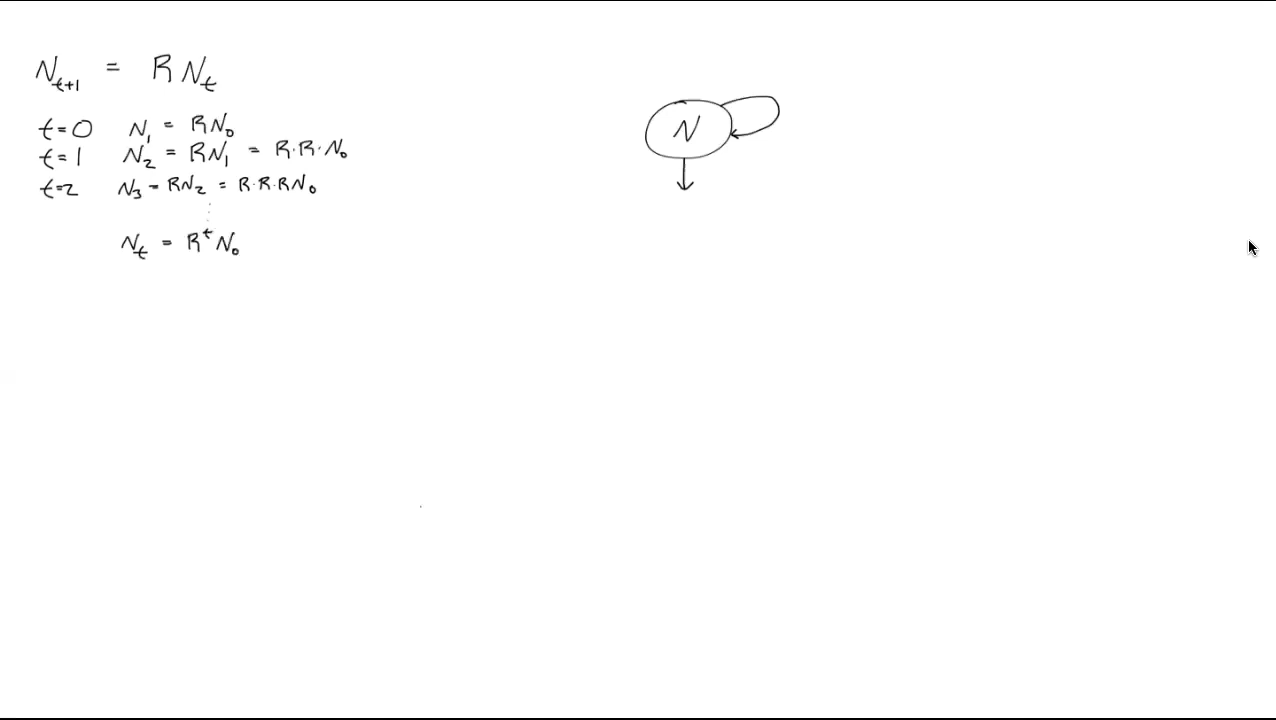 N_{t+1} = R N_t
t=0 N_1 = RN_0
t=1 N_2 = RN_1 = R·R·N_0
t=2 N_3 = RN_2 = R·R·RN_0
N_t = R^t N_0
N